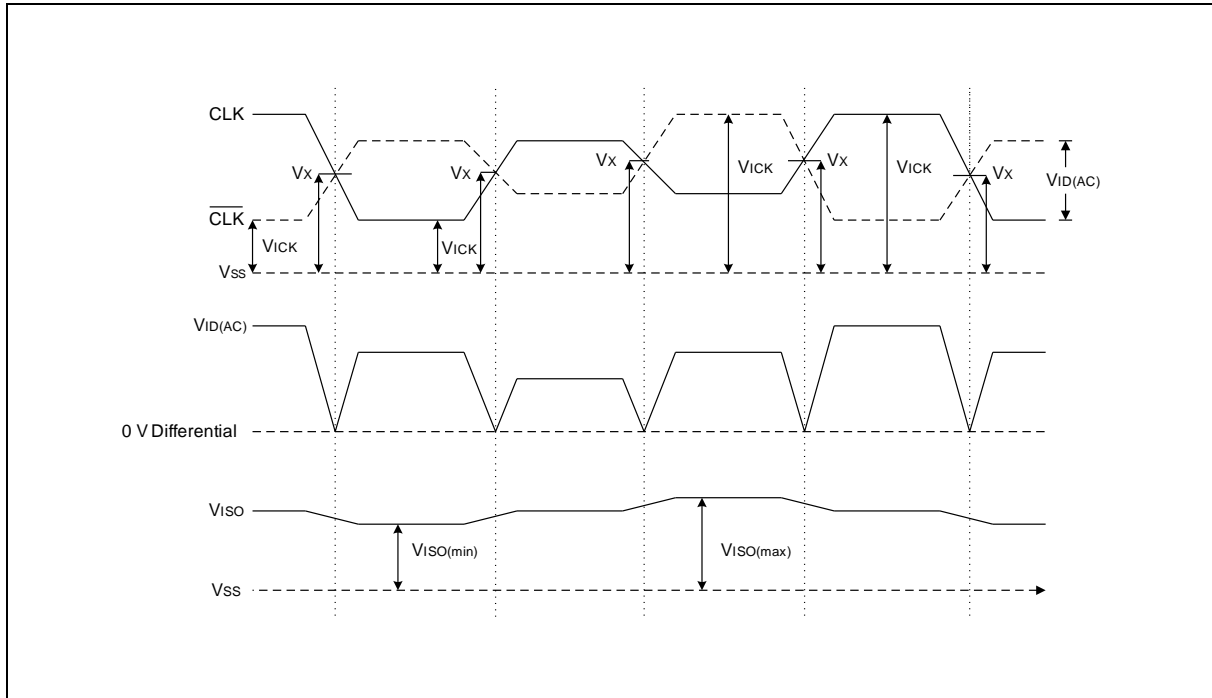 CLK
VX
VX
VX
VICK
VX
VICK
VX
VID(AC)
CLK
VICK
VICK
VSS
VID(AC)
0 V Differential
VISO
VISO(min)
VISO(max)
VSS